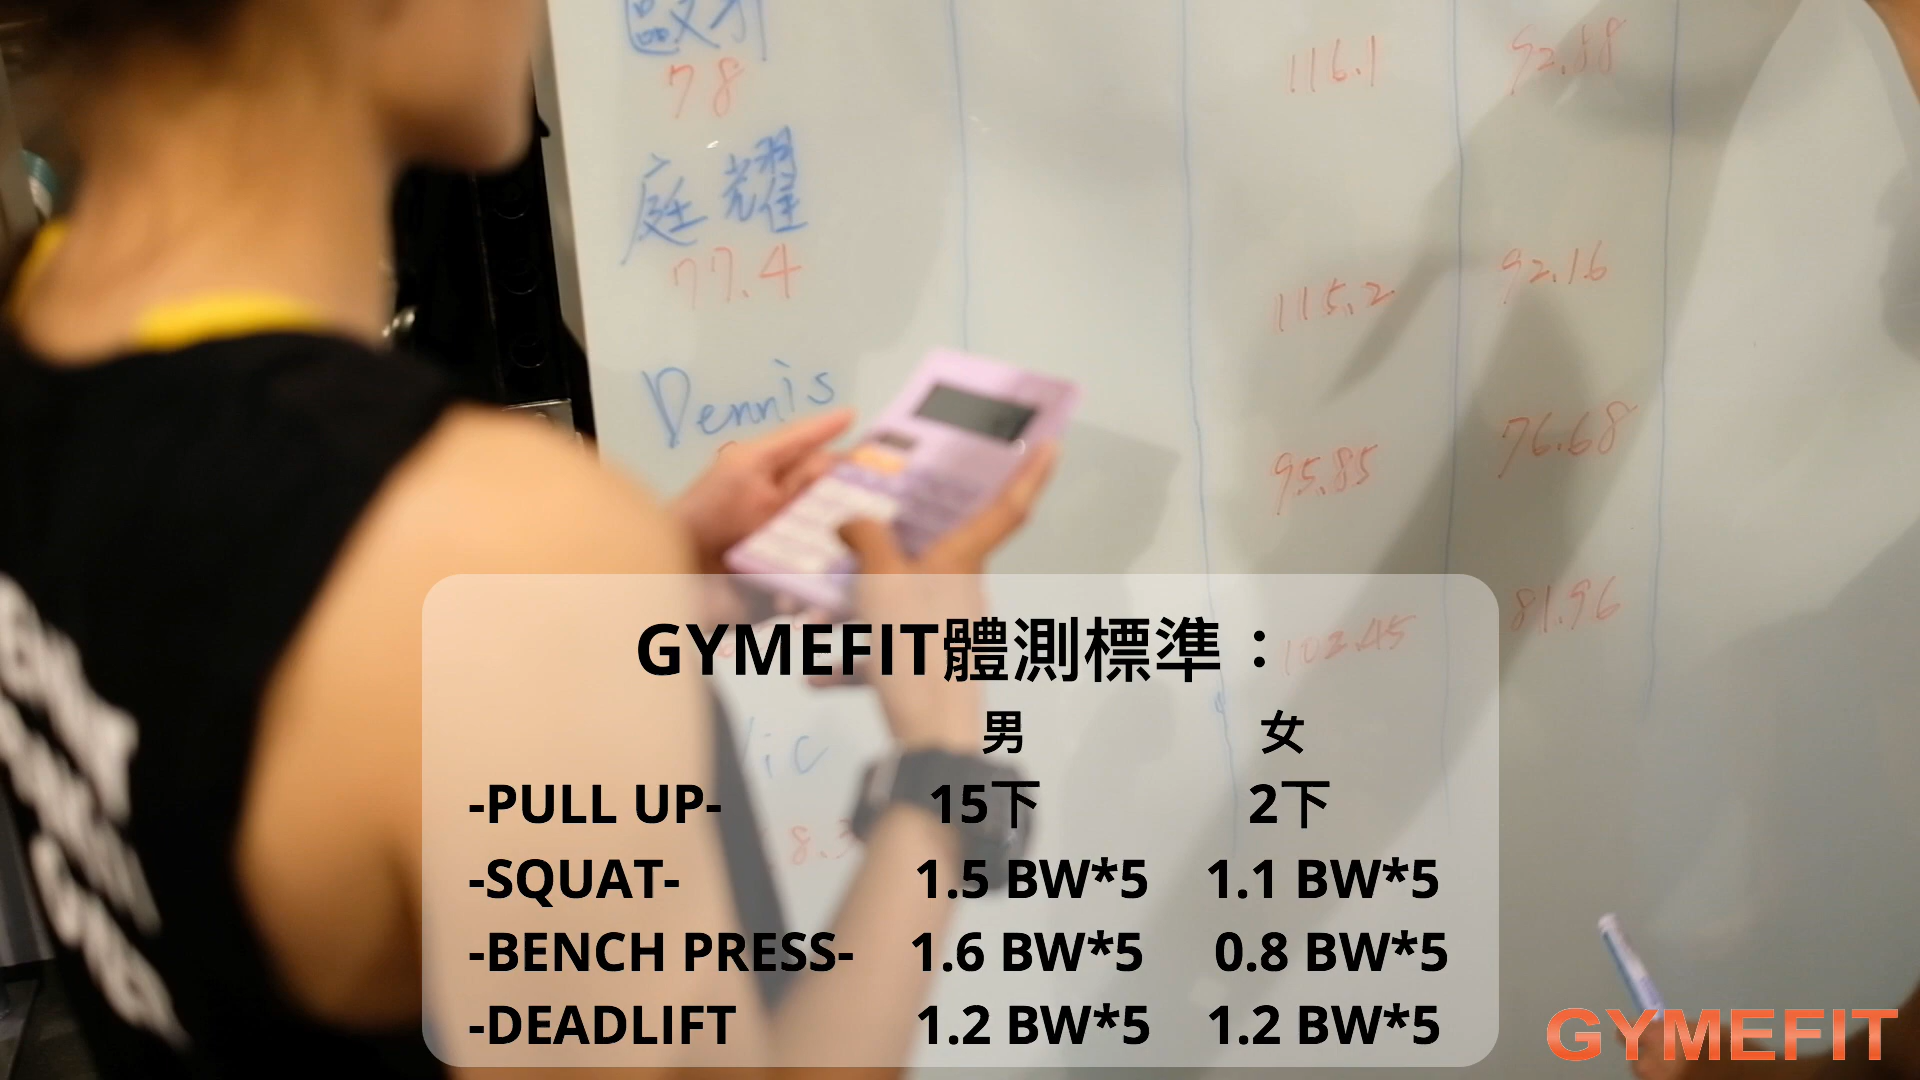 78
116.1
92.88
庭耀
77.4
115.2
92.16
Dennis
95.85
76.68
102.45
81.96
GYMEFIT體測標準：
男 女
-PULL UP- 15下 2下
-SQUAT- 1.5 BW*5 1.1 BW*5
-BENCH PRESS- 1.6 BW*5 0.8 BW*5
-DEADLIFT 1.2 BW*5 1.2 BW*5
GYMEFIT